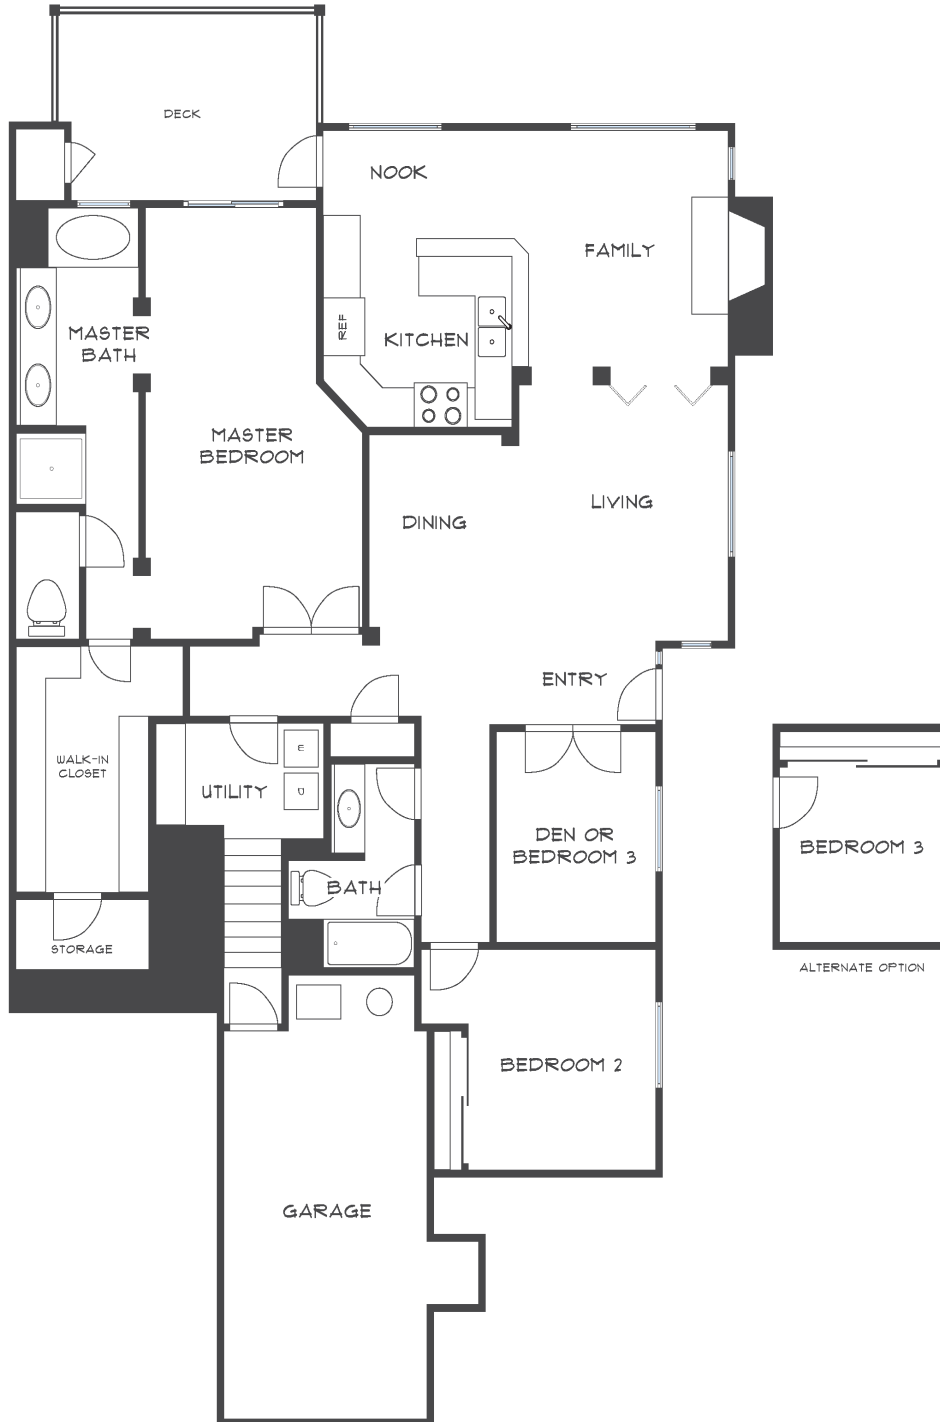 DECK
NOOK
FAMILY
REF
KITCHEN
MASTER
BATH
MASTER
BEDROOM
DINING
LIVING
ENTRY
WALK-IN
CLOSET
UTILITY
E
D
DEN OR
BEDROOM 3
BEDROOM 3
BATH
STORAGE
ALTERNATE OPTION
BEDROOM 2
GARAGE